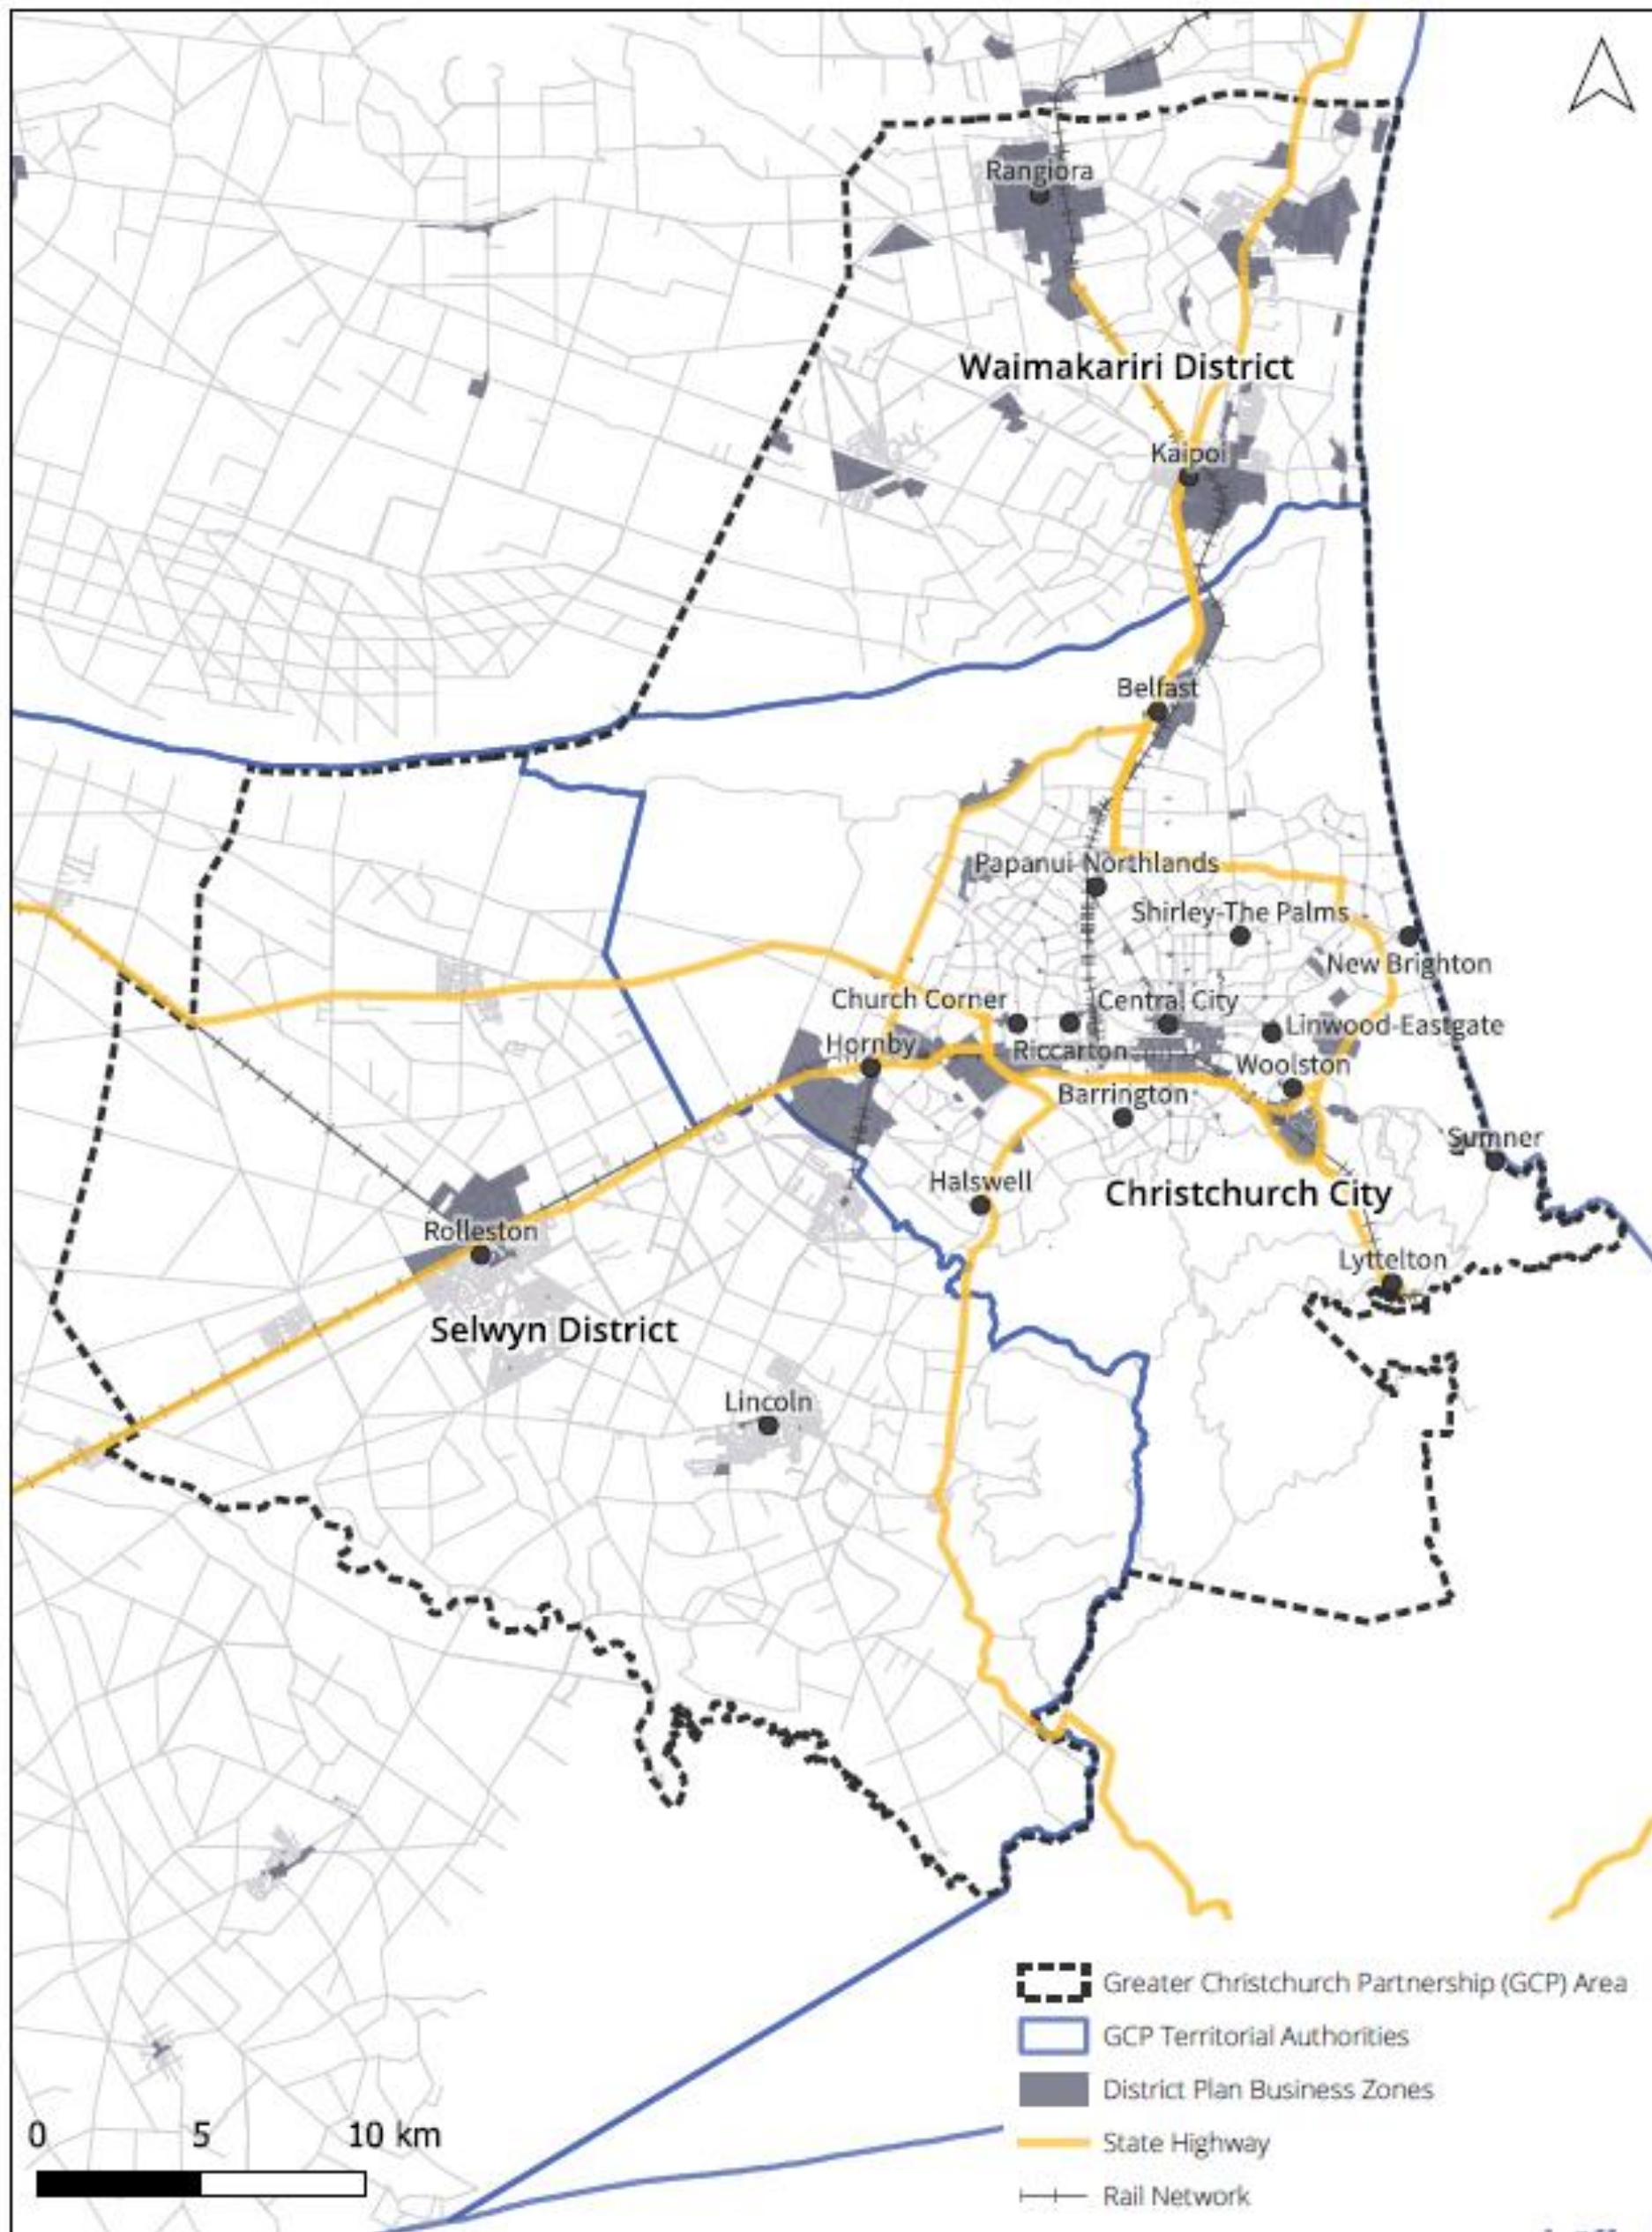 Rangiora
Waimakariri District
Kaipoi
Belfast
Papanui-Northlands
Shirley-The Palms
New Brighton
Church Corner
Central City
Linwood-Eastgate
Hornby
Riccarton
Woolston
Barrington
Sumner
Halswell
Christchurch City
Rolleston
Lyttelton
Selwyn District
Lincoln
Greater Christchurch Partnership (GCP) Area
GCP Territorial Authorities
District Plan Business Zones
State Highway
Rail Network
0 5 10 km